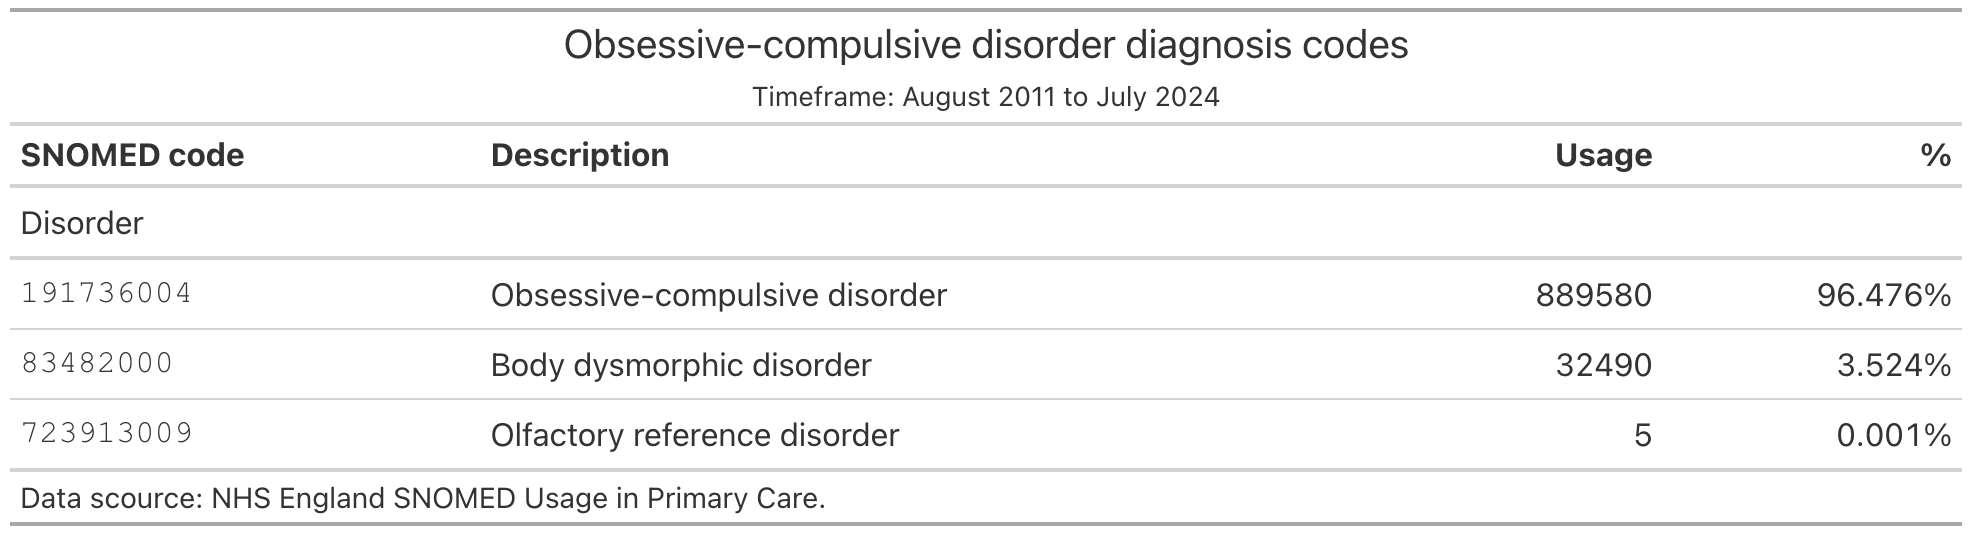 Obsessive-compulsive disorder diagnosis codes
Timeframe: August 2011 to July 2024
SNOMED code Description Usage %
Disorder
191736004 Obsessive-compulsive disorder 889580 96.476%
83482000 Body dysmorphic disorder 32490 3.524%
723913009 Olfactory reference disorder 5 0.001%
Data scource: NHS England SNOMED Usage in Primary Care.